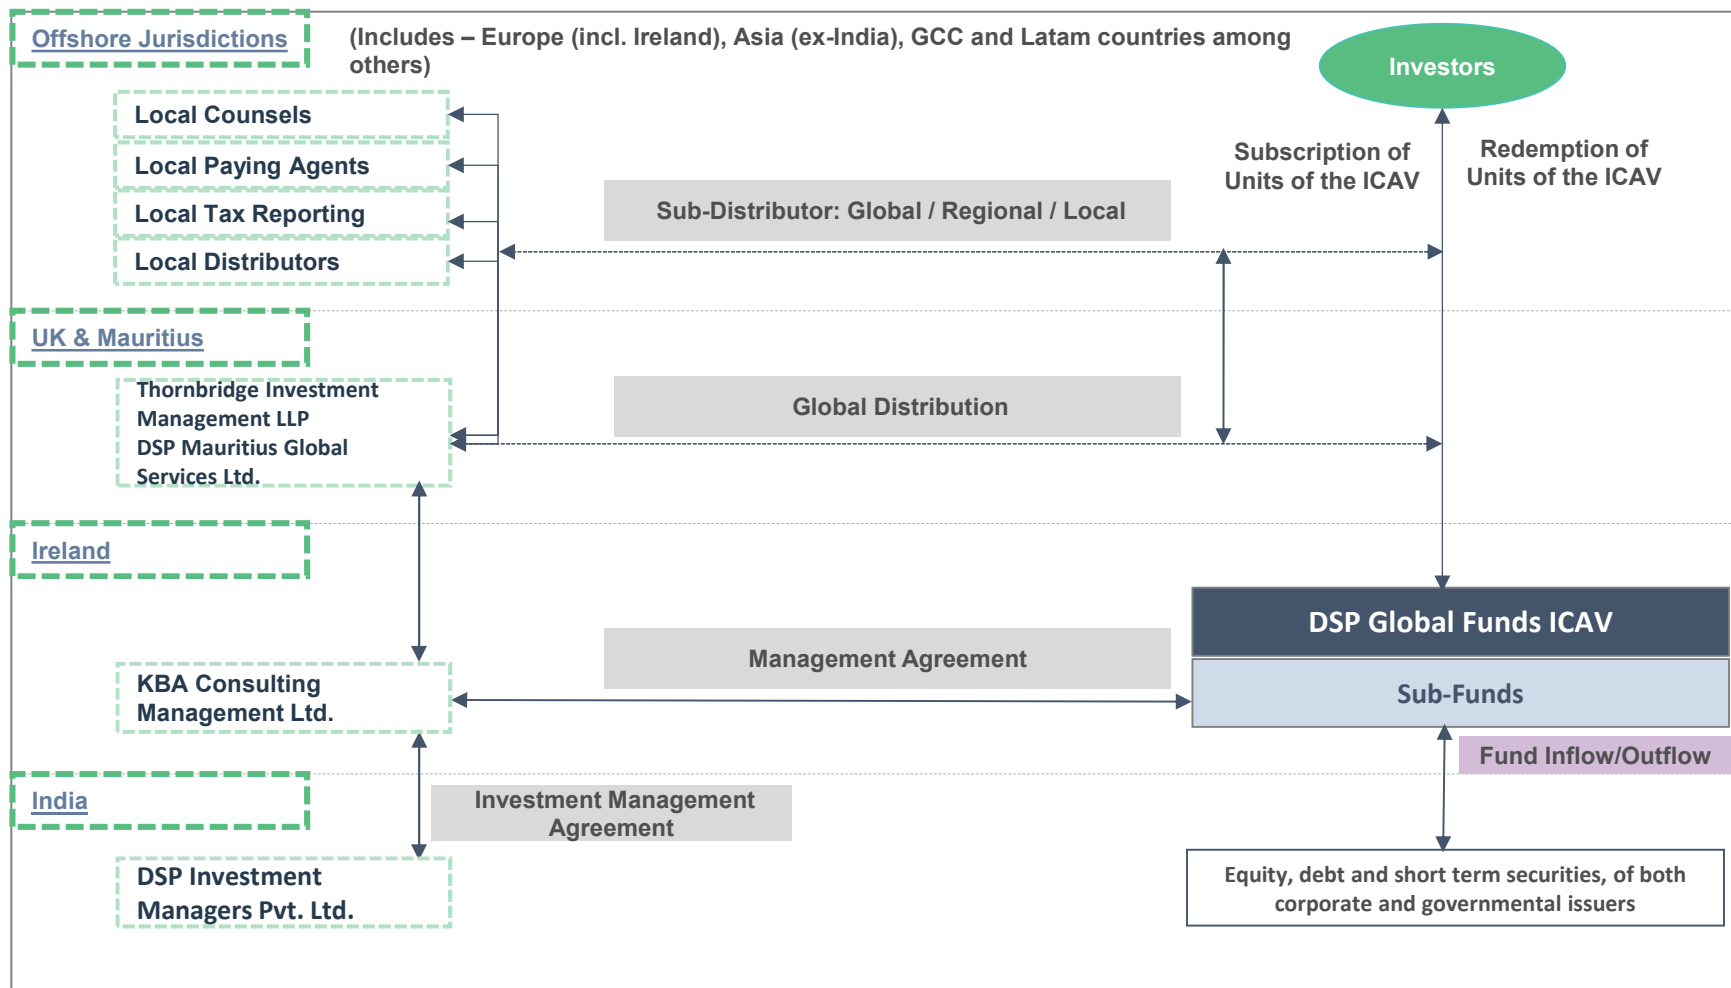 Offshore Jurisdictions
(Includes – Europe (incl. Ireland), Asia (ex-India), GCC and Latam countries among
others)
Investors
Local Counsels
Local Paying Agents
Local Tax Reporting
Local Distributors
Subscription of
Units of the ICAV
Redemption of
Units of the ICAV
Sub-Distributor: Global / Regional / Local
UK & Mauritius
Thornbridge Investment
Management LLP
DSP Mauritius Global
Services Ltd.
Global Distribution
Ireland
DSP Global Funds ICAV
Sub-Funds
KBA Consulting
Management Ltd.
Management Agreement
Fund Inflow/Outflow
India
Investment Management
Agreement
DSP Investment
Managers Pvt. Ltd.
Equity, debt and short term securities, of both
corporate and governmental issuers